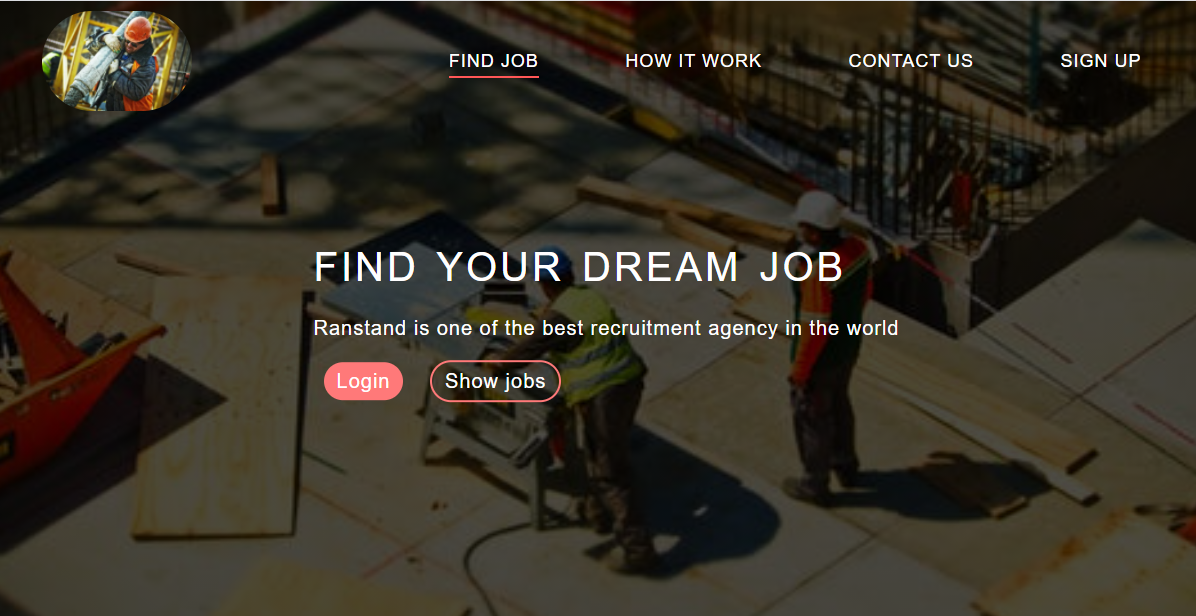 FIND JOB
HOW IT WORK
CONTACT US
SIGN UP
FIND YOUR DREAM JOB
Ranstand is one of the best recruitment agency in the world
Login
Show jobs